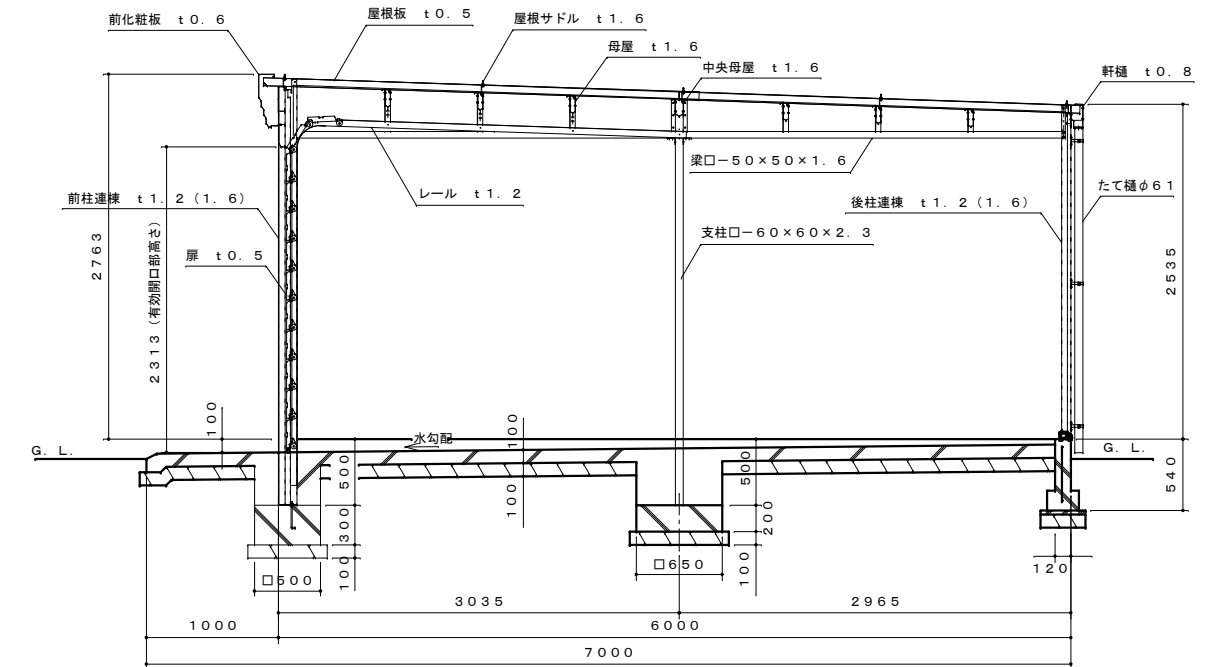 前化粧板 t0.6
屋根板 t0.5
屋根サドル t1.6
母屋 t1.6
中央母屋 t1.6
軒樋 t0.8
梁□-50×50×1.6
レール t1.2
前柱連棟 t1.2(1.6)
後柱連棟 t1.2(1.6)
たて樋φ61
支柱□-60×60×2.3
扉 t0.5
2763
2313(有効開口部高さ)
2535
100
水勾配
100
G.L.
G.L.
500
100
500
540
300
200
100
100
□500
□650
120
3035
2965
1000
6000
7000